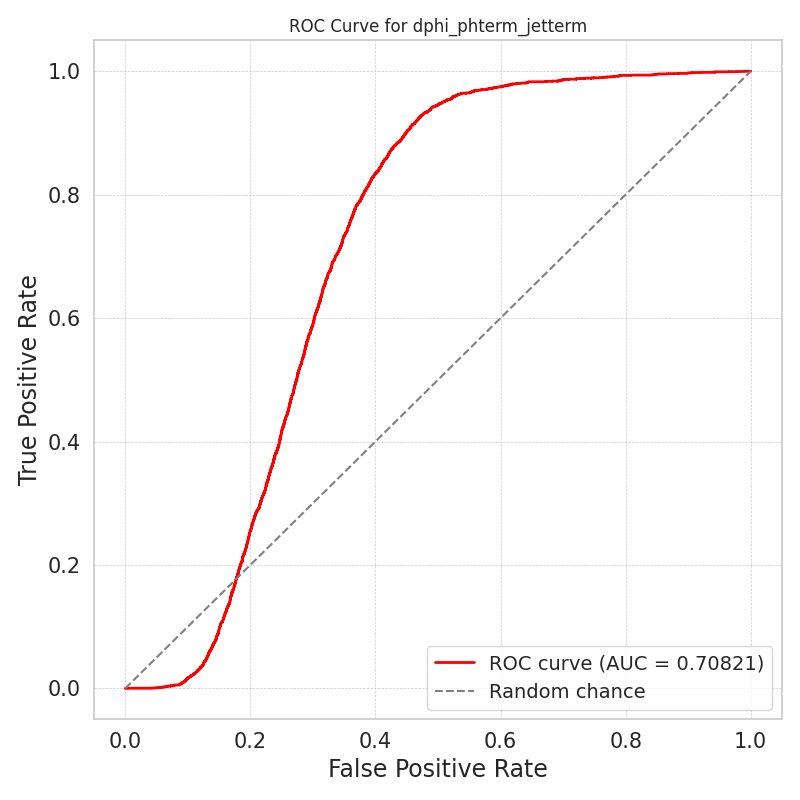 ROC Curve for dphi_phterm_jetterm
True Positive Rate
1.0
0.8
0.6
0.4
0.2
0.0
ROC curve (AUC = 0.70821)
Random chance
0.0 0.2 0.4 0.6 0.8 1.0
False Positive Rate